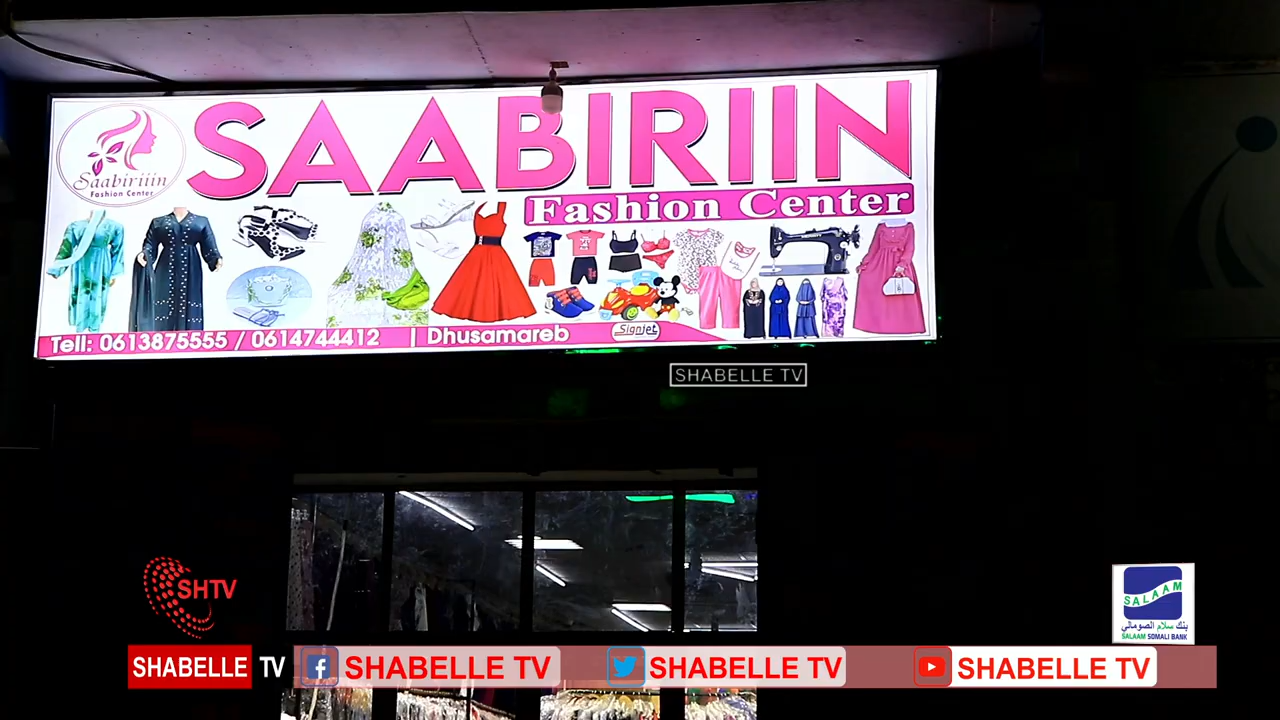 SAABIRIIN
Fashion Center
Saabiriiin
Fashion Center
Tell: 0613875555 / 0614744412 | Dhusamareb
Signjet
SHABELLE TV
SHTV
SALAAM
بنك سلام الصومالي
SALAAM SOMALI BANK
SHABELLE TV
SHABELLE TV
SHABELLE TV
SHABELLE TV